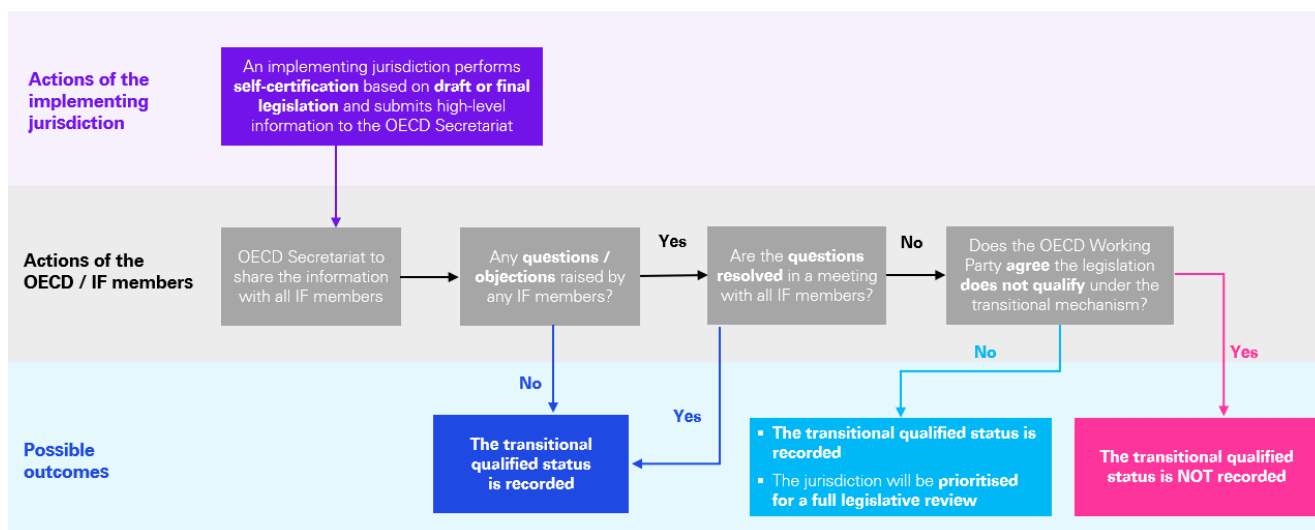 Actions of the
implementing
jurisdiction
An implementing jurisdiction performs
self-certification based on draft or final
legislation and submits high-level
information to the OECD Secretariat
Actions of the
OECD / IF members
OECD Secretariat to
share the information
with all IF members
Any questions /
objections raised by
any IF members?
Yes
Are the questions
resolved in a meeting
with all IF members?
No
Does the OECD Working
Party agree the legislation
does not qualify under the
transitional mechanism?
No
Yes
No
Yes
Possible
outcomes
The transitional
qualified status
is recorded
▪ The transitional qualified status is
recorded
▪ The jurisdiction will be prioritised
for a full legislative review
The transitional qualified
status is NOT recorded